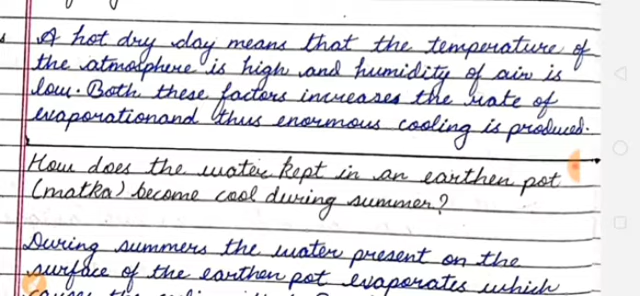 A hot dry day means that the temperature of
the atmosphere is high and humidity of air is
low. Both these factors increases the rate of
evaporationand thus enormous cooling is produced.
How does the water kept in an earthen pot
(matka) become cool during summer?
During summers the water present on the
surface of the earthen pot evaporates which